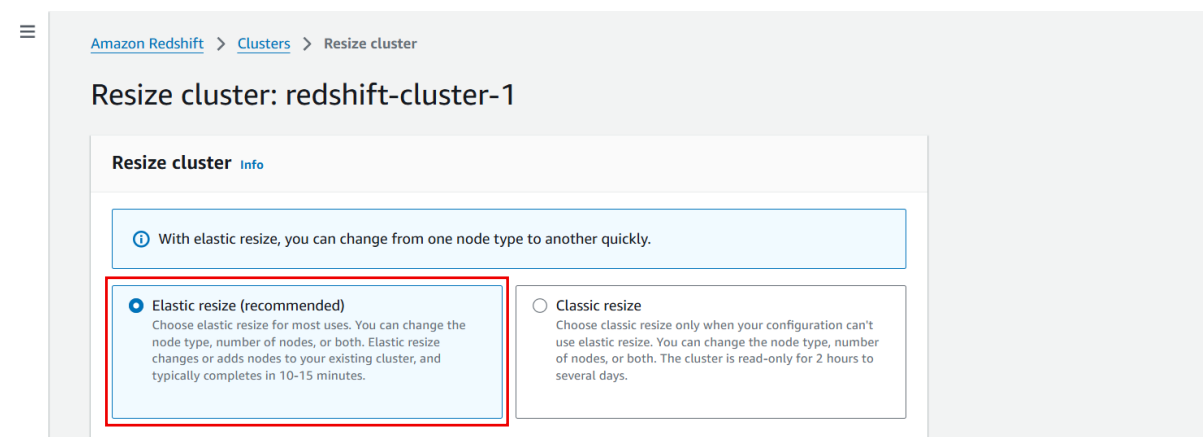 Amazon Redshift > Clusters > Resize cluster
Resize cluster: redshift-cluster-1
Resize cluster Info
With elastic resize, you can change from one node type to another quickly.
Elastic resize (recommended)
Choose elastic resize for most uses. You can change the
node type, number of nodes, or both. Elastic resize
changes or adds nodes to your existing cluster, and
typically completes in 10-15 minutes.
Classic resize
Choose classic resize only when your configuration can't
use elastic resize. You can change the node type, number
of nodes, or both. The cluster is read-only for 2 hours to
several days.